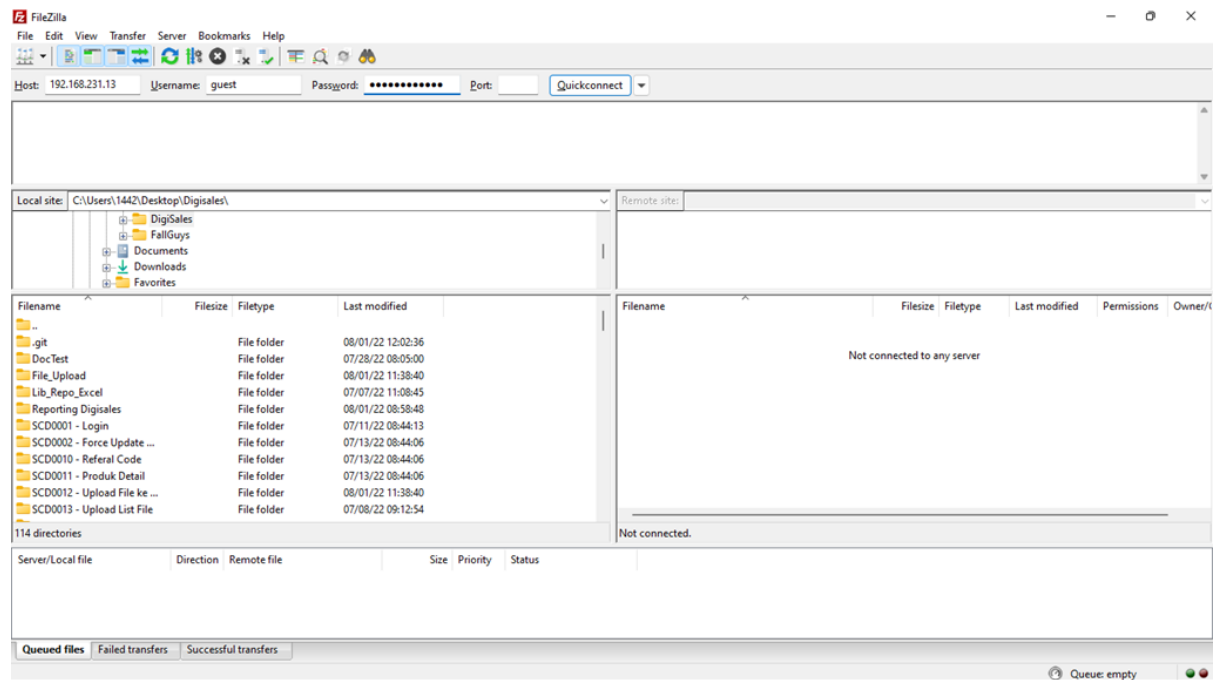 FileZilla
File Edit View Transfer Server Bookmarks Help
Host: 192.168.231.13 Username: guest Password: •••••••••••• Port: Quickconnect
Local site: C:\Users\1442\Desktop\Digisales\
Remote site:
DigiSales
FallGuys
Documents
Downloads
Favorites
Filename Filesize Filetype Last modified
..
.git File folder 08/01/22 12:02:36
DocTest File folder 07/28/22 08:05:00
File_Upload File folder 08/01/22 11:38:40
Lib_Repo_Excel File folder 07/07/22 11:08:45
Reporting Digisales File folder 08/01/22 08:58:48
SCD0001 - Login File folder 07/11/22 08:44:13
SCD0002 - Force Update ... File folder 07/13/22 08:44:06
SCD0010 - Referal Code File folder 07/13/22 08:44:06
SCD0011 - Produk Detail File folder 07/13/22 08:44:06
SCD0012 - Upload File ke ... File folder 08/01/22 11:38:40
SCD0013 - Upload List File File folder 07/08/22 09:12:54
114 directories
Filename Filesize Filetype Last modified Permissions Owner/
Not connected to any server
Not connected.
Server/Local file Direction Remote file Size Priority Status
Queued files Failed transfers Successful transfers
Queue: empty